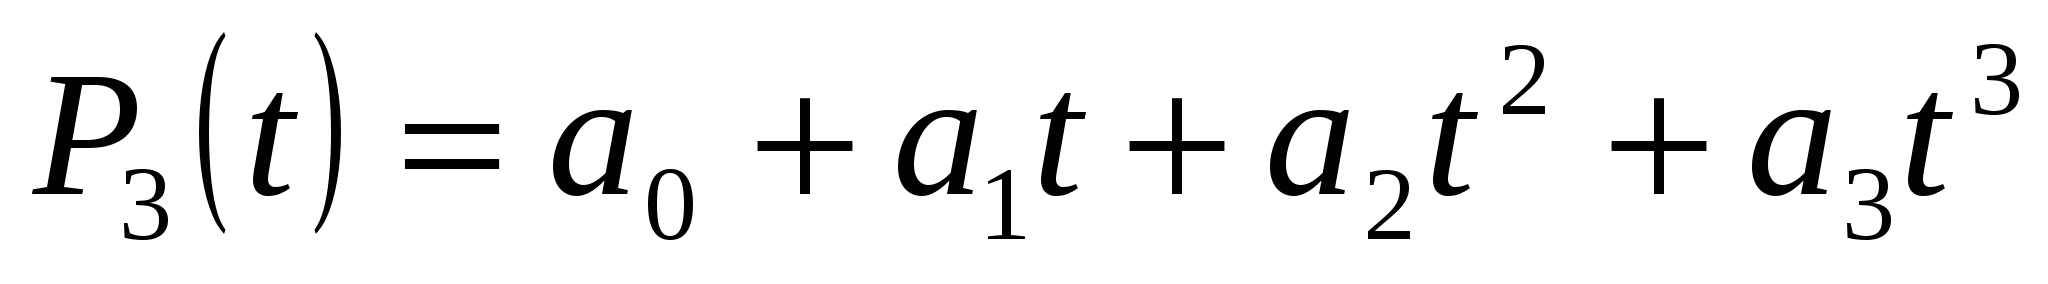 P₃(t) = a₀ + a₁t + a₂t² + a₃t³